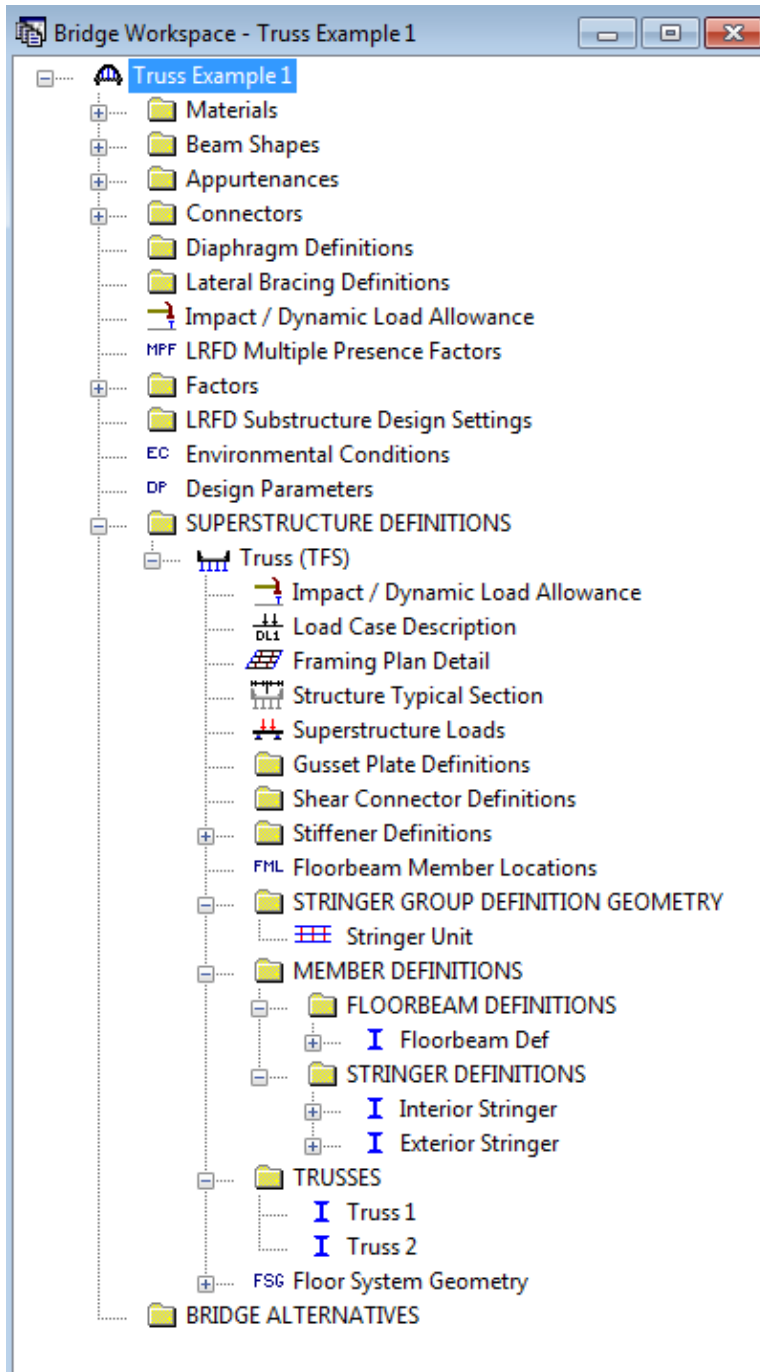 Bridge Workspace - Truss Example 1
Truss Example 1
Materials
Beam Shapes
Appurtenances
Connectors
Diaphragm Definitions
Lateral Bracing Definitions
Impact / Dynamic Load Allowance
MPF LRFD Multiple Presence Factors
Factors
LRFD Substructure Design Settings
EC Environmental Conditions
DP Design Parameters
SUPERSTRUCTURE DEFINITIONS
Truss (TFS)
Impact / Dynamic Load Allowance
DL1 Load Case Description
Framing Plan Detail
Structure Typical Section
Superstructure Loads
Gusset Plate Definitions
Shear Connector Definitions
Stiffener Definitions
FML Floorbeam Member Locations
STRINGER GROUP DEFINITION GEOMETRY
Stringer Unit
MEMBER DEFINITIONS
FLOORBEAM DEFINITIONS
Floorbeam Def
STRINGER DEFINITIONS
Interior Stringer
Exterior Stringer
TRUSSES
Truss 1
Truss 2
FSG Floor System Geometry
BRIDGE ALTERNATIVES